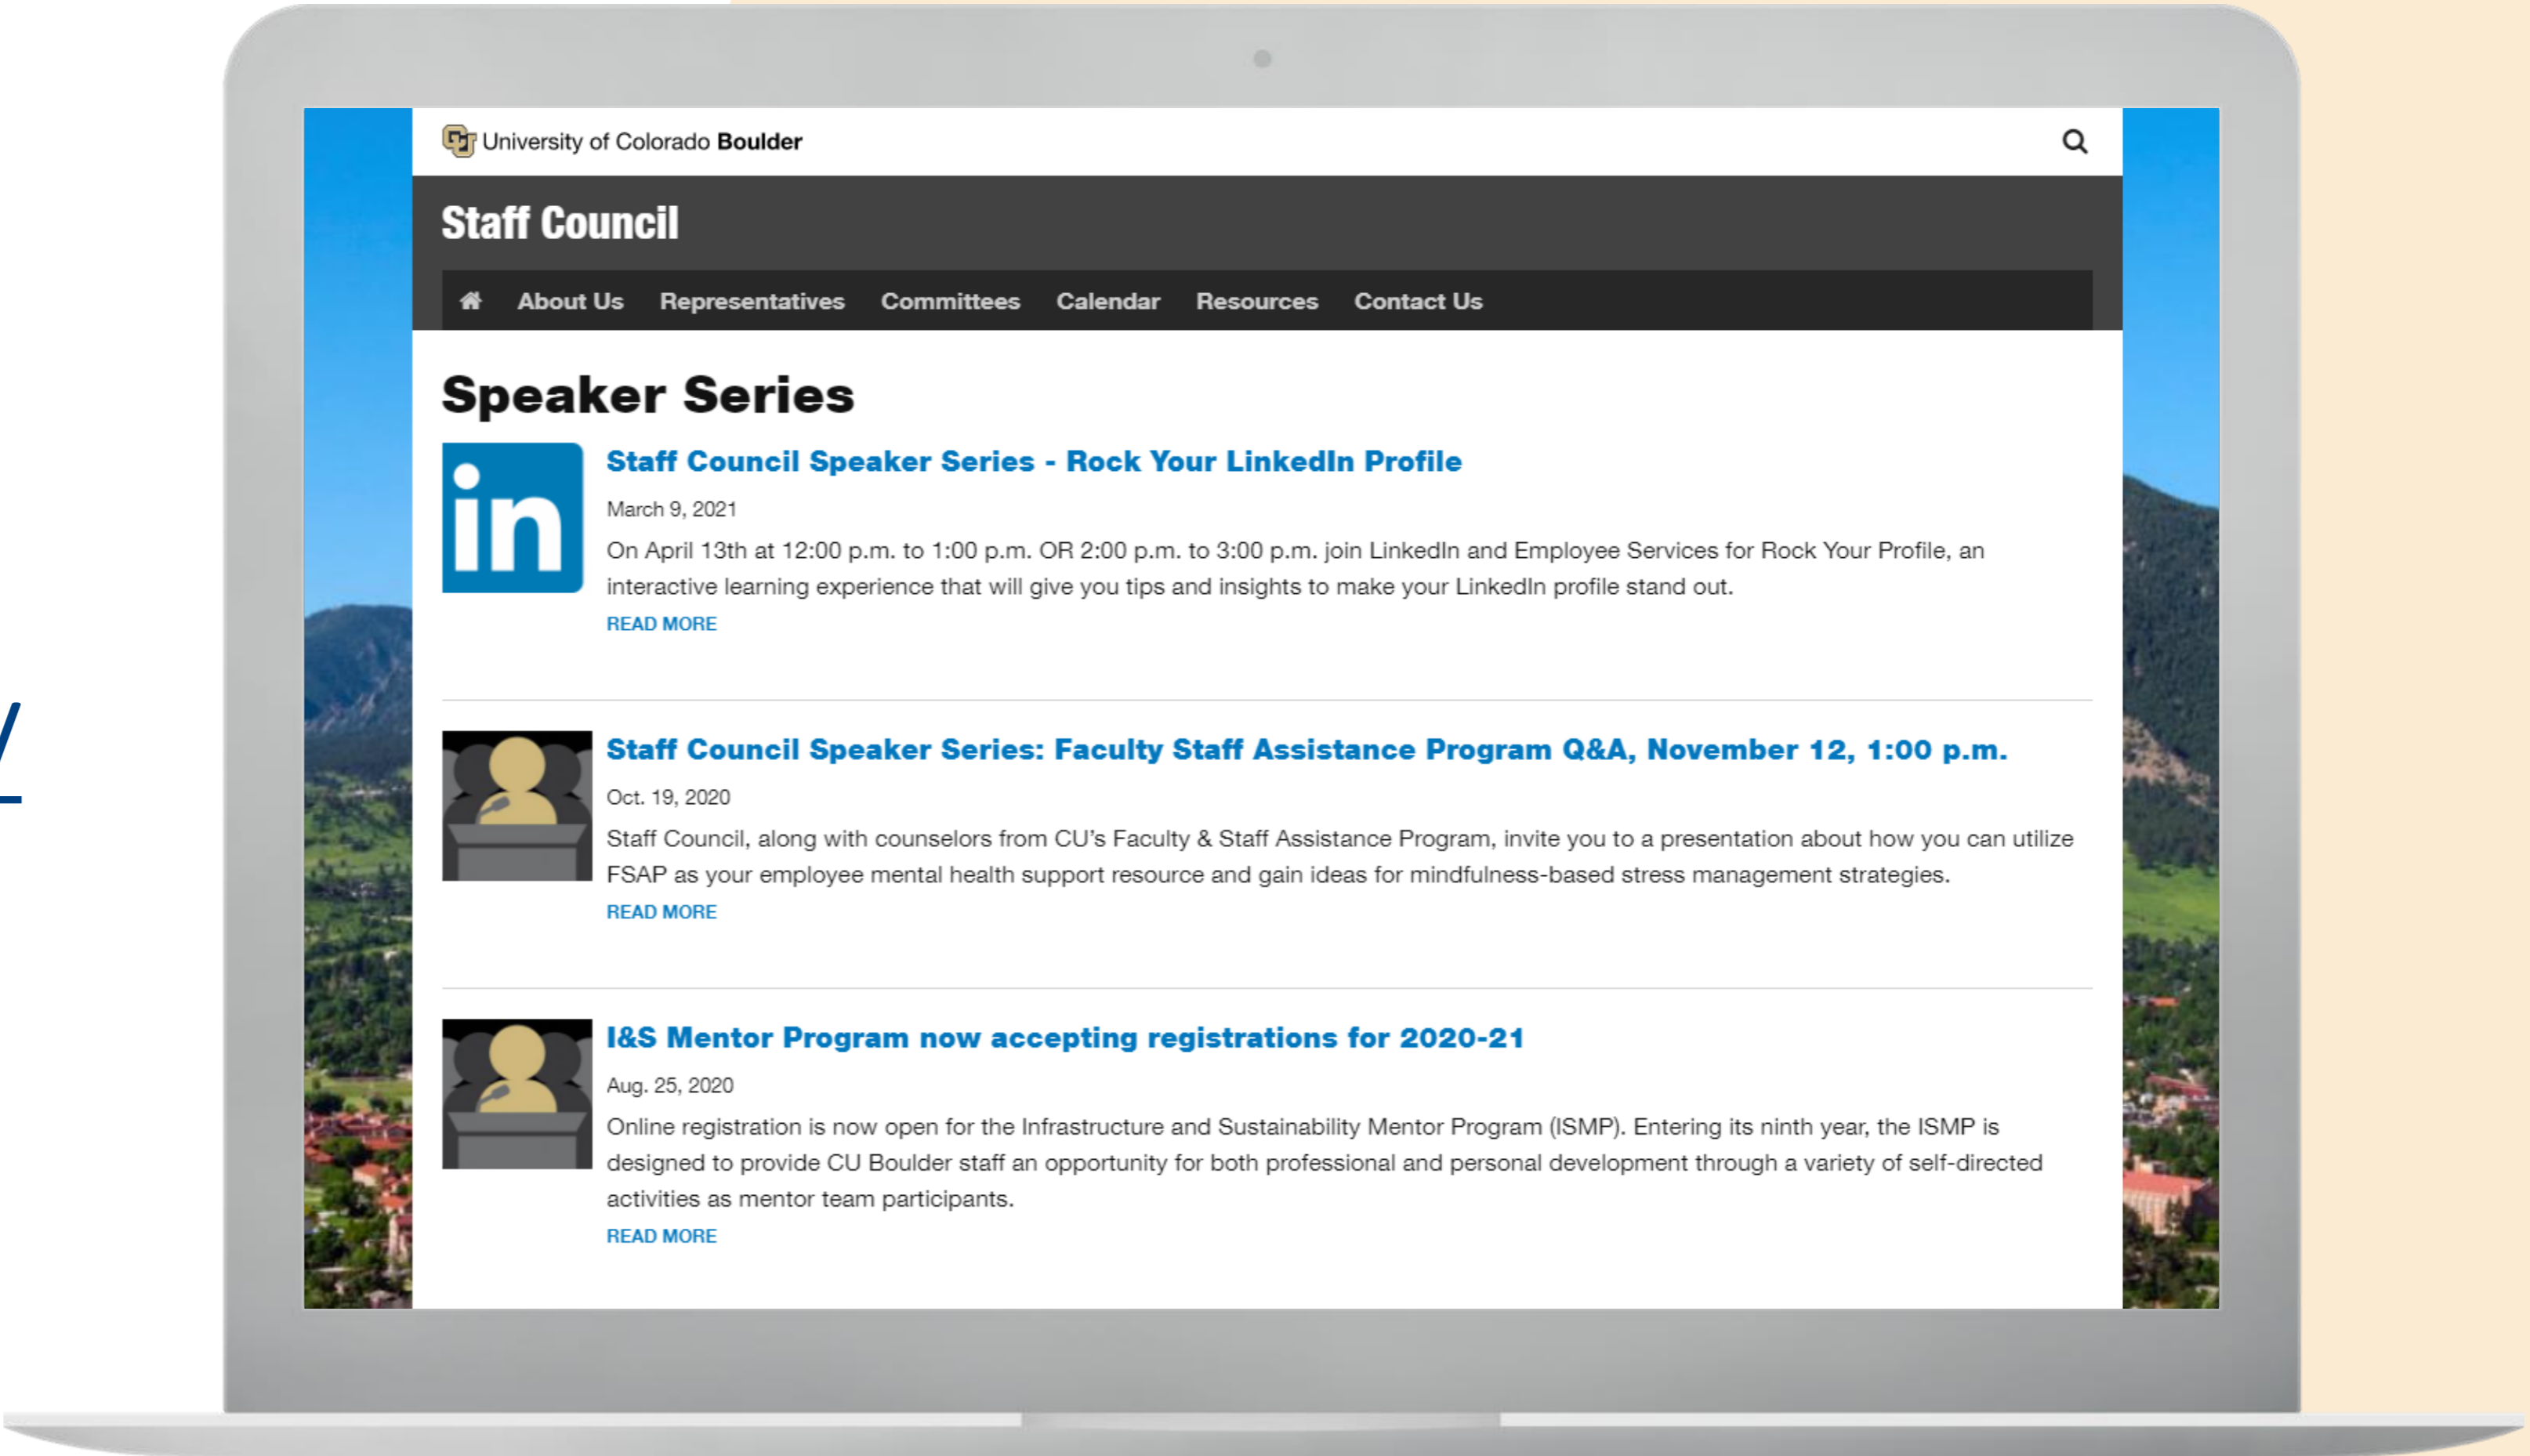 University of Colorado Boulder
Staff Council
About Us Representatives Committees Calendar Resources Contact Us
Speaker Series
in
Staff Council Speaker Series - Rock Your LinkedIn Profile
March 9, 2021
On April 13th at 12:00 p.m. to 1:00 p.m. OR 2:00 p.m. to 3:00 p.m. join LinkedIn and Employee Services for Rock Your Profile, an
interactive learning experience that will give you tips and insights to make your LinkedIn profile stand out.
READ MORE
Staff Council Speaker Series: Faculty Staff Assistance Program Q&A, November 12, 1:00 p.m.
Oct. 19, 2020
Staff Council, along with counselors from CU's Faculty & Staff Assistance Program, invite you to a presentation about how you can utilize
FSAP as your employee mental health support resource and gain ideas for mindfulness-based stress management strategies.
READ MORE
I&S Mentor Program now accepting registrations for 2020-21
Aug. 25, 2020
Online registration is now open for the Infrastructure and Sustainability Mentor Program (ISMP). Entering its ninth year, the ISMP is
designed to provide CU Boulder staff an opportunity for both professional and personal development through a variety of self-directed
activities as mentor team participants.
READ MORE